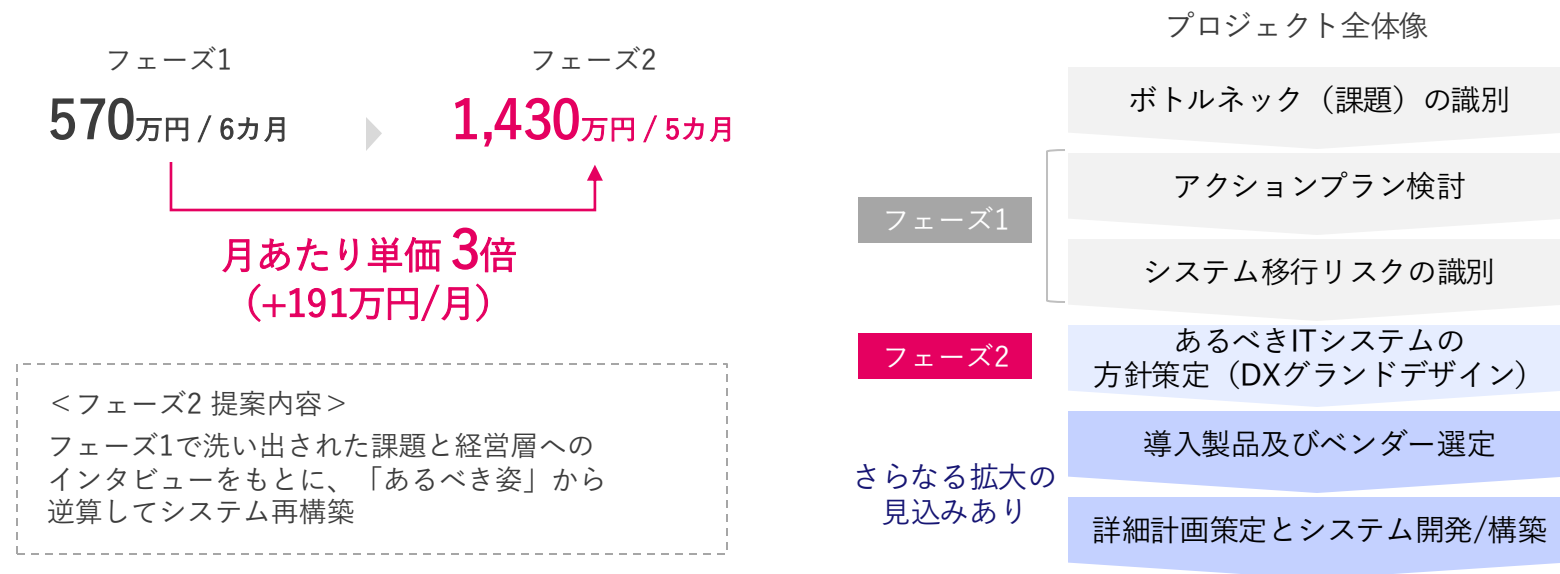 フェーズ1
570万円 / 6カ月
フェーズ2
1,430万円 / 5カ月
月あたり単価 3倍
（+191万円/月）
＜フェーズ2 提案内容＞
フェーズ1で洗い出された課題と経営層への
インタビューをもとに、「あるべき姿」から
逆算してシステム再構築
プロジェクト全体像
ボトルネック（課題）の識別
フェーズ1
アクションプラン検討
システム移行リスクの識別
フェーズ2
あるべきITシステムの
方針策定（DXグランドデザイン）
さらなる拡大の
見込みあり
導入製品及びベンダー選定
詳細計画策定とシステム開発/構築